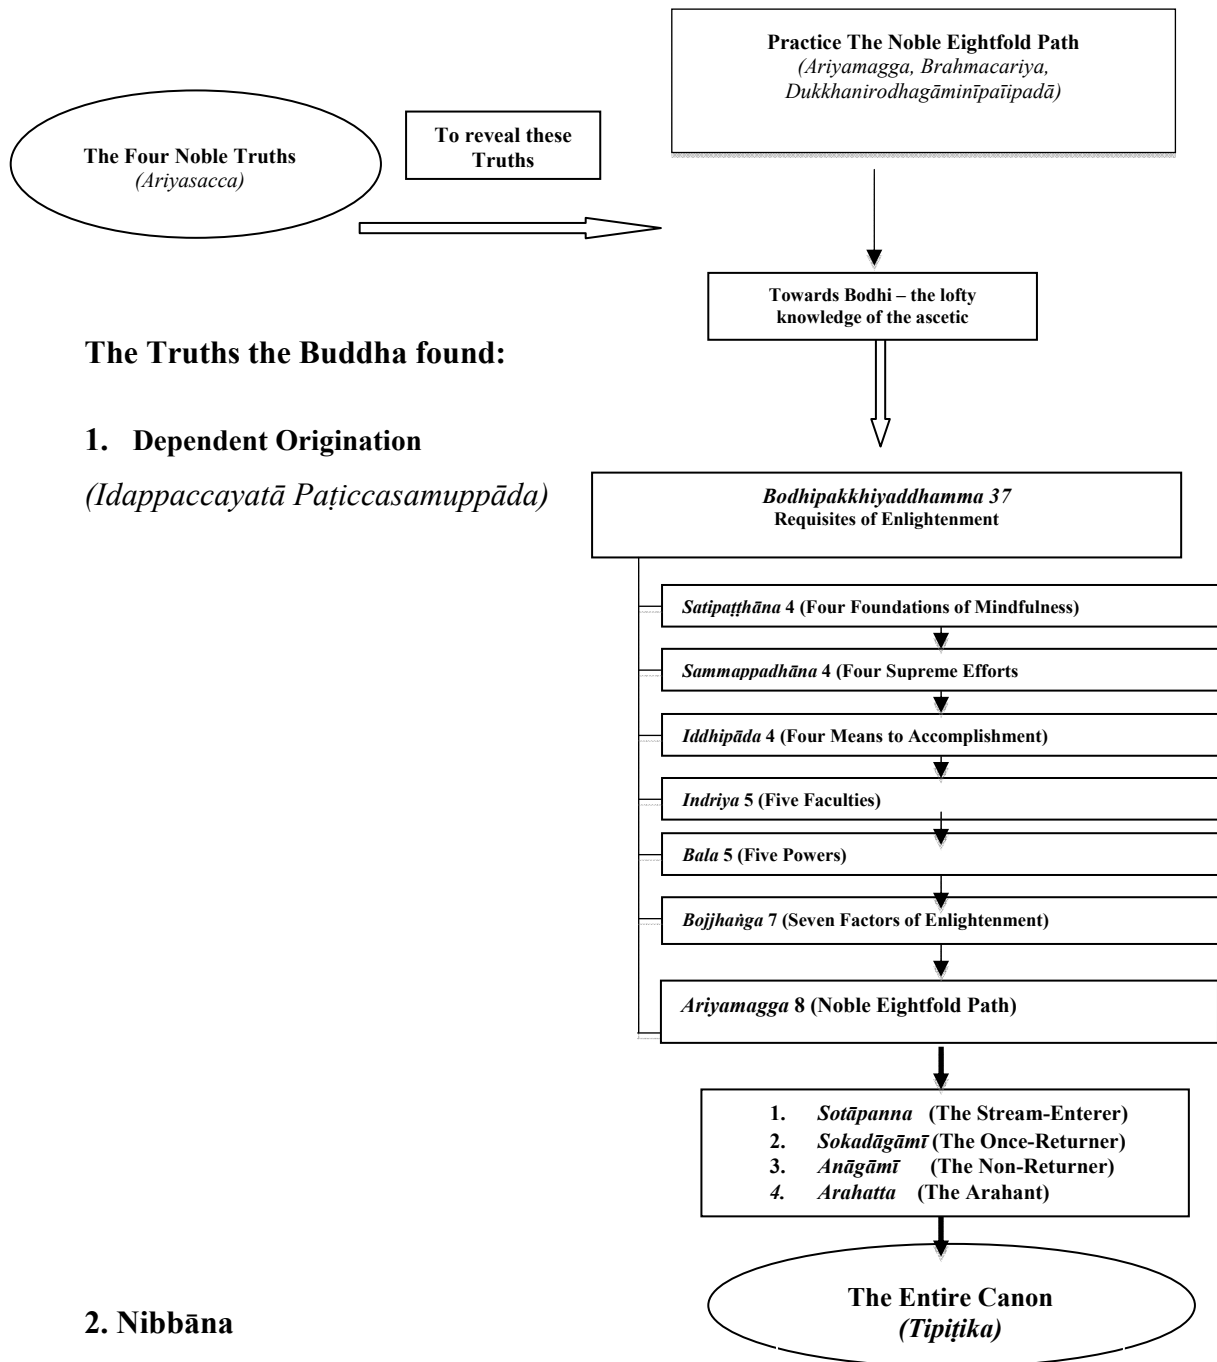 Practice The Noble Eightfold Path
(Ariyamagga, Brahmacariya,
Dukkhanirodhagāminīpaīipadā)
The Four Noble Truths
(Ariyasacca)
To reveal these
Truths
Towards Bodhi – the lofty
knowledge of the ascetic
The Truths the Buddha found:
1. Dependent Origination
(Idappaccayatā Paṭiccasamuppāda)
Bodhipakkhiyaddhamma 37
Requisites of Enlightenment
Satipaṭṭhāna 4 (Four Foundations of Mindfulness)
Sammappadhāna 4 (Four Supreme Efforts
Iddhipāda 4 (Four Means to Accomplishment)
Indriya 5 (Five Faculties)
Bala 5 (Five Powers)
Bojjhaṅga 7 (Seven Factors of Enlightenment)
Ariyamagga 8 (Noble Eightfold Path)
1. Sotāpanna (The Stream-Enterer)
2. Sokadāgāmī (The Once-Returner)
3. Anāgāmī (The Non-Returner)
4. Arahatta (The Arahant)
The Entire Canon
(Tipiṭika)
2. Nibbāna